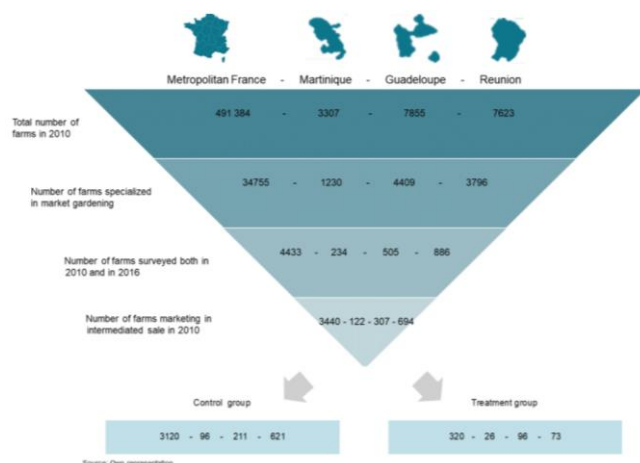 Metropolitan France - Martinique - Guadeloupe - Reunion
Total number of
farms in 2010
491 384 - 3307 - 7855 - 7623
Number of farms specialized
in market gardening
34755 - 1230 - 4409 - 3796
Number of farms surveyed both in
2010 and in 2016
4433 - 234 - 505 - 886
Number of farms marketing in
intermediated sale in 2010
3440 - 122 - 307 - 694
Control group
Treatment group
3120 - 96 - 211 - 621
320 - 26 - 96 - 73
Source: Own representation